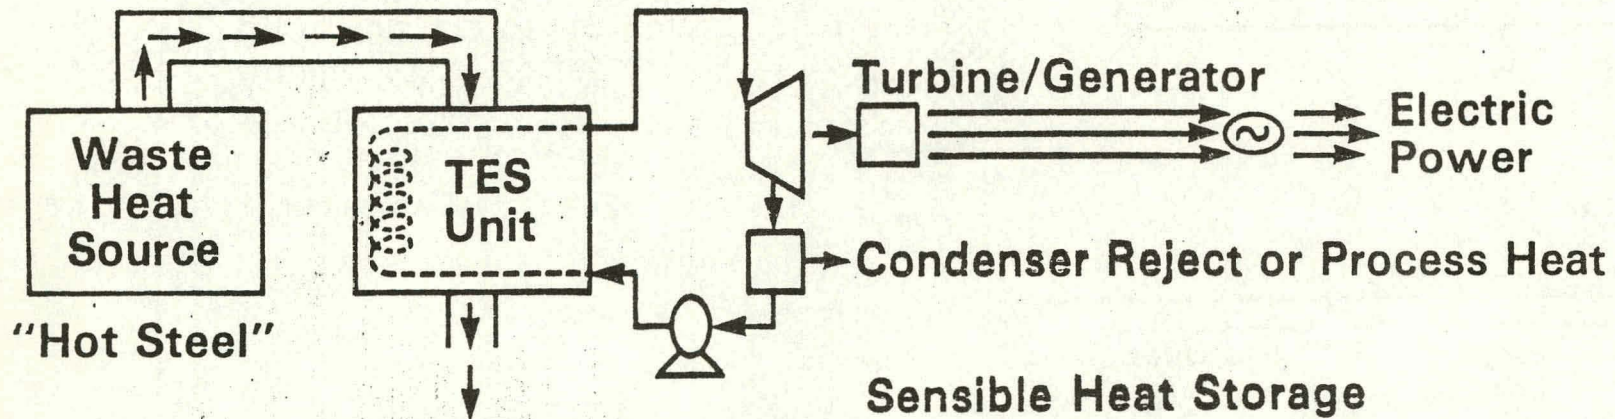 Turbine/Generator
Electric
Power
Waste
Heat
Source
TES
Unit
Condenser Reject or Process Heat
"Hot Steel"
Sensible Heat Storage